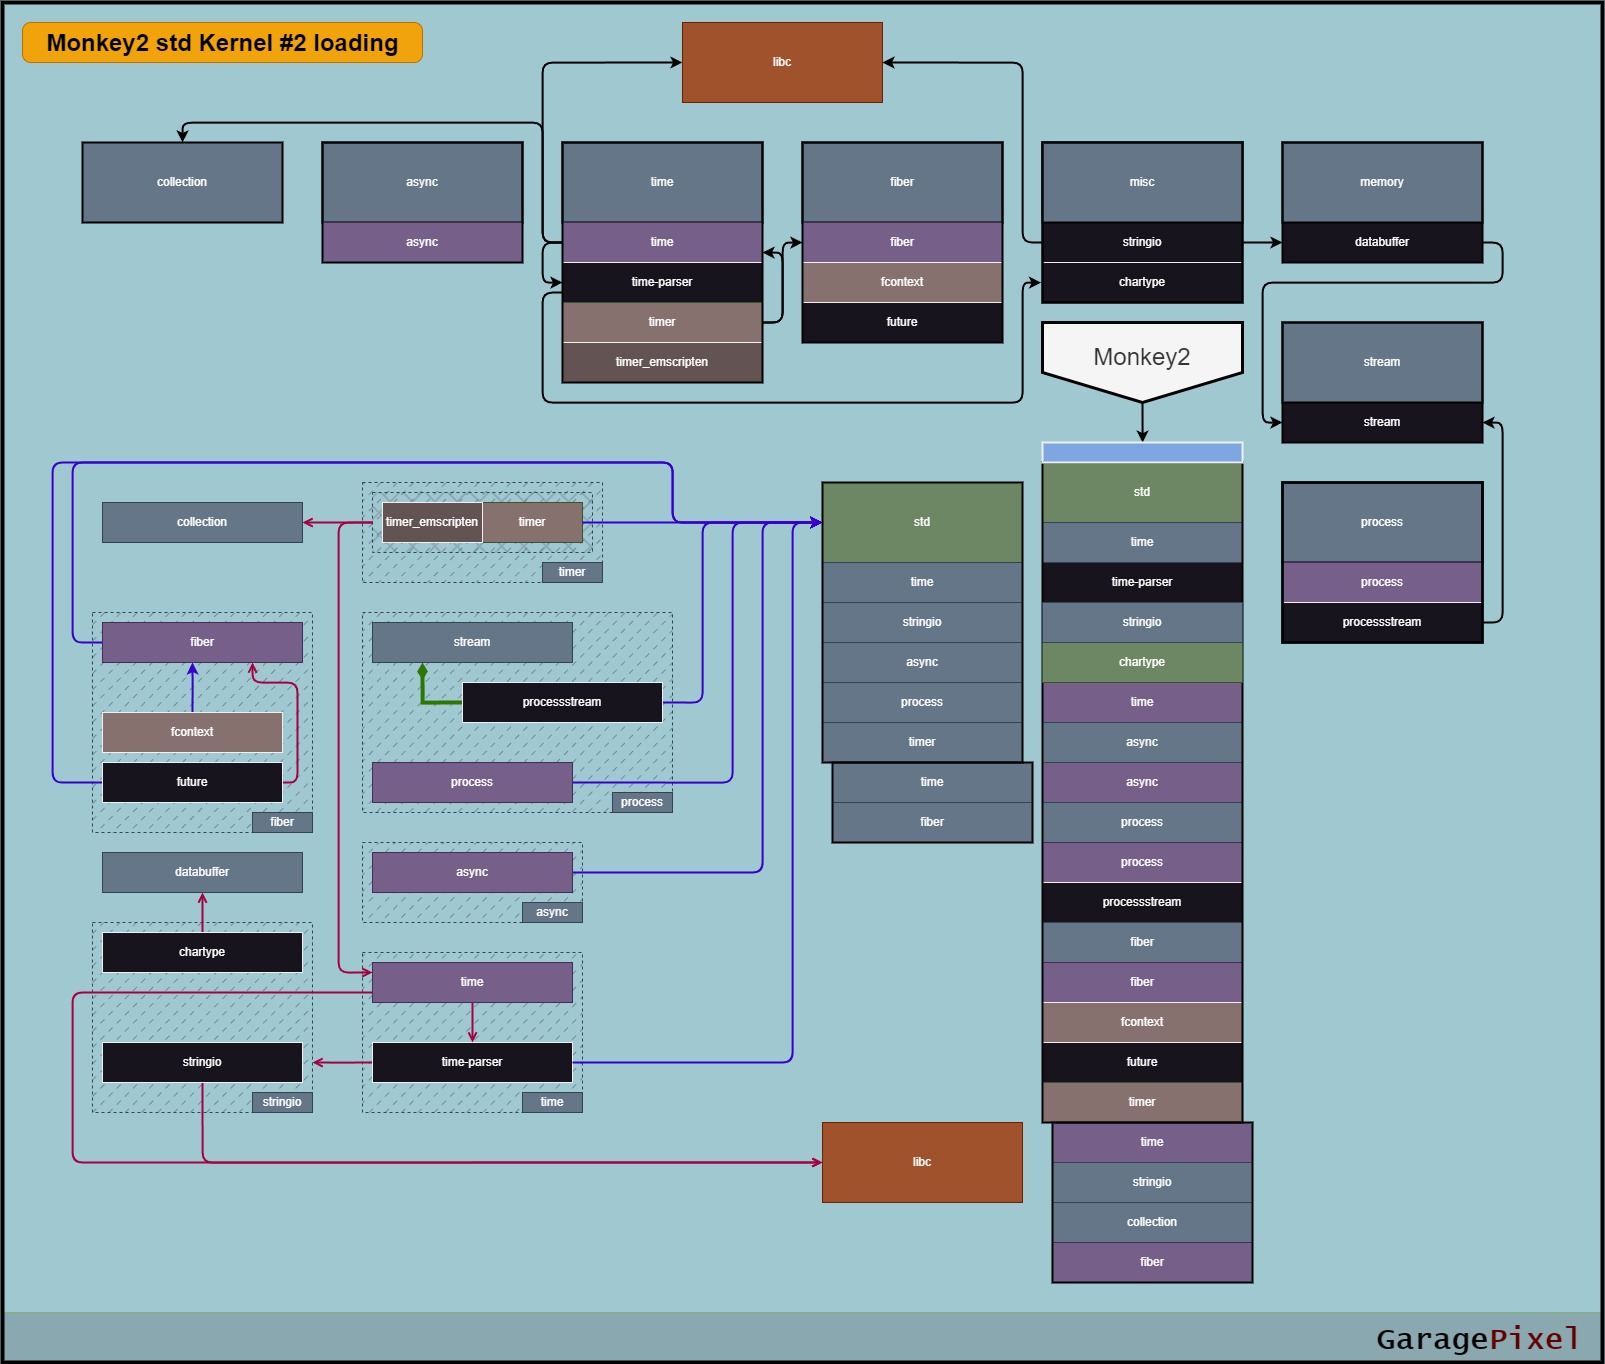 Monkey2 std Kernel #2 loading
libc
collection
async
async
time
time
time-parser
timer
timer_emscripten
fiber
fiber
fcontext
future
misc
stringio
chartype
memory
databuffer
stream
stream
process
process
processstream
Monkey2
collection
timer_emscripten
timer
timer
fiber
fcontext
future
fiber
stream
processstream
process
process
databuffer
chartype
stringio
stringio
async
async
time
time-parser
time
std
time
stringio
async
process
timer
time
fiber
libc
std
time
time-parser
stringio
chartype
time
async
async
process
process
processstream
fiber
fiber
fcontext
future
timer
time
stringio
collection
fiber
GaragePixel